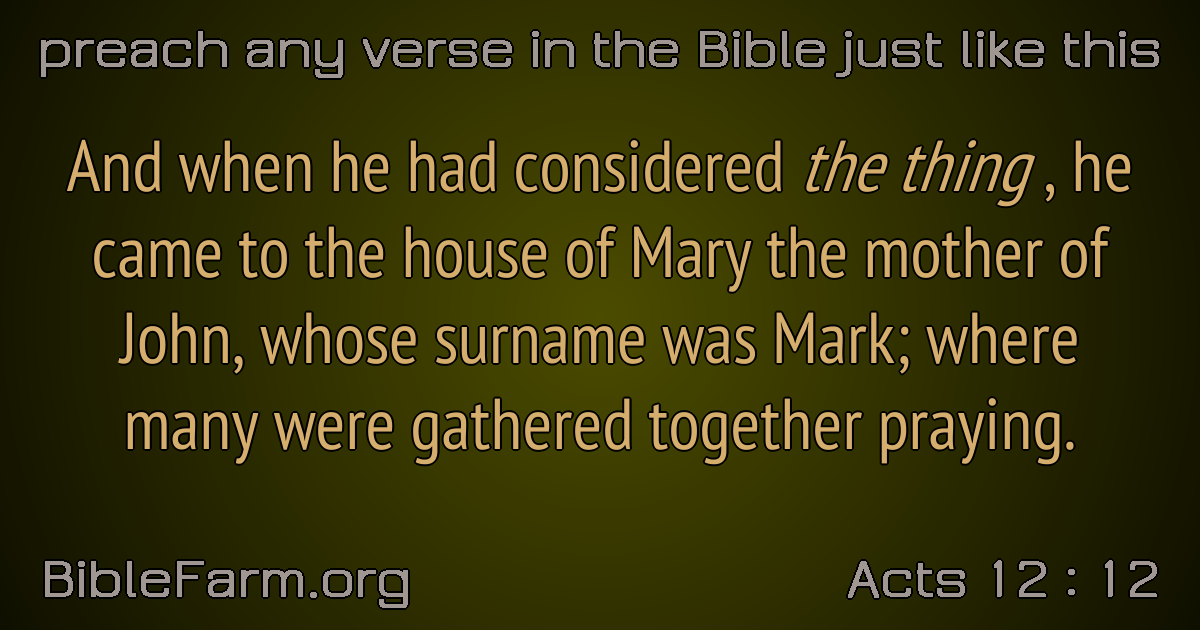 preach any verse in the Bible just like this
And when he had considered the thing , he
came to the house of Mary the mother of
John, whose surname was Mark; where
many were gathered together praying.
BibleFarm.org
Acts 12 : 12